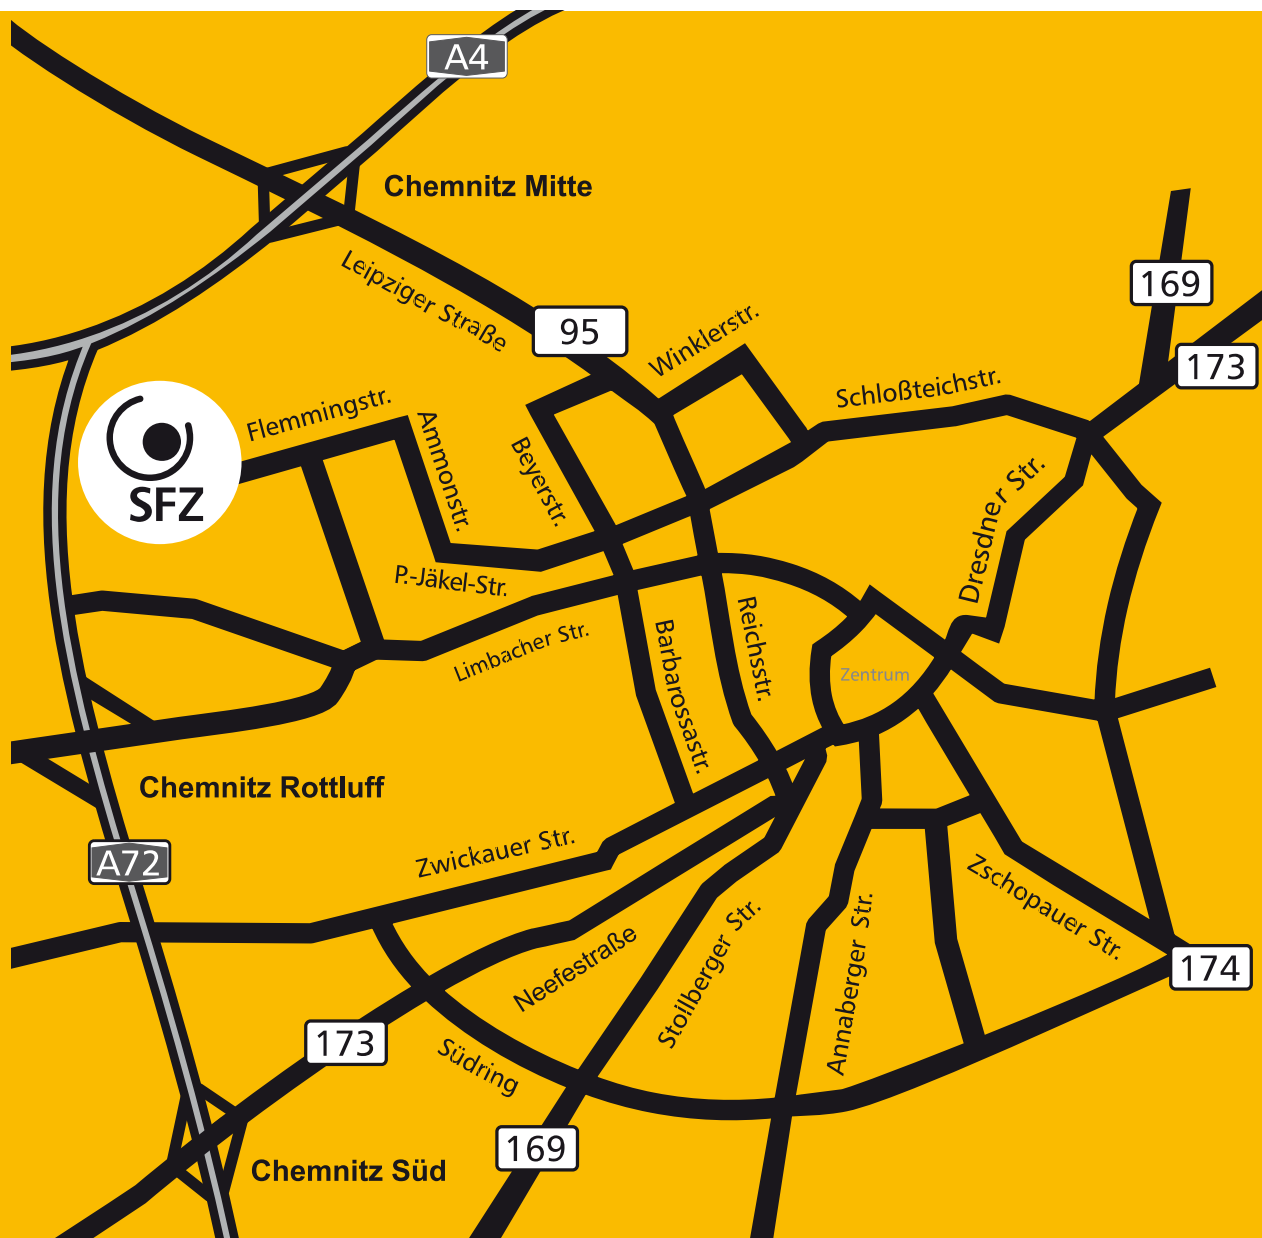 A4
Chemnitz Mitte
Leipziger Straße
169
95
Winklerstr.
173
Schloßteichstr.
Flemmingstr.
Ammonstr.
Beyerstr.
SFZ
Dresdner Str.
P.-Jäkel-Str.
Limbacher Str.
Barbarossastr.
Reichsstr.
Zentrum
Chemnitz Rottluff
A72
Zwickauer Str.
Zschopauer Str.
Neefestraße
Stollberger Str.
Annaberger Str.
174
173
Südring
169
Chemnitz Süd